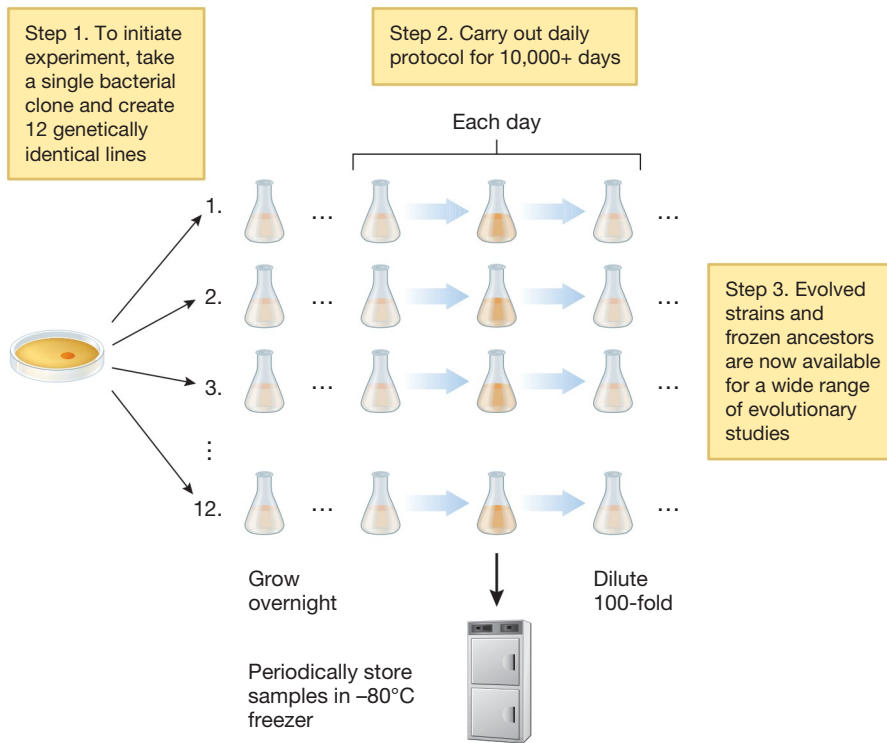 Step 1. To initiate
experiment, take
a single bacterial
clone and create
12 genetically
identical lines
Step 2. Carry out daily
protocol for 10,000+ days
Each day
1.
...
...
2.
...
...
3.
...
...
⋮
12.
...
...
Step 3. Evolved
strains and
frozen ancestors
are now available
for a wide range
of evolutionary
studies
Grow
overnight
Dilute
100-fold
Periodically store
samples in –80°C
freezer